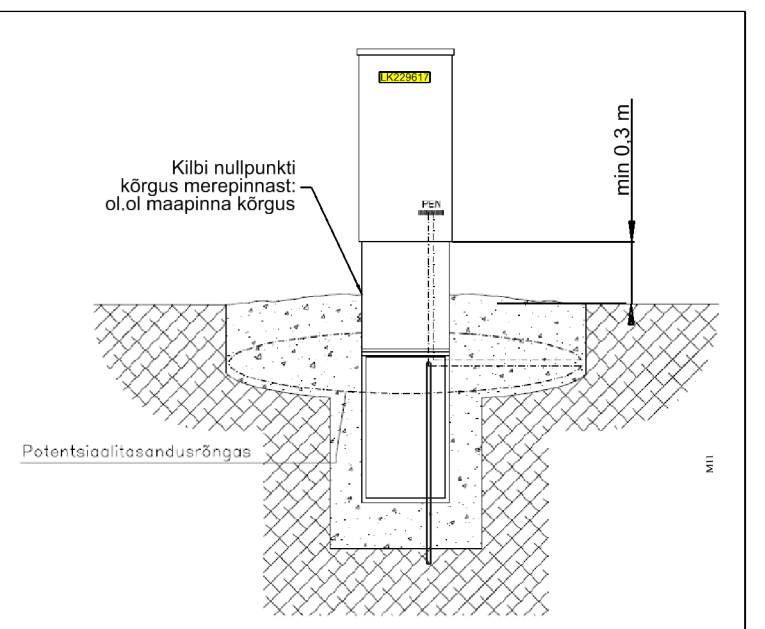 LK229617
min 0,3 m
Kilbi nullpunkti
kõrgus merepinnast:
ol.ol maapinna kõrgus
PEN
Potentsiaalitasandusrõngas
M11